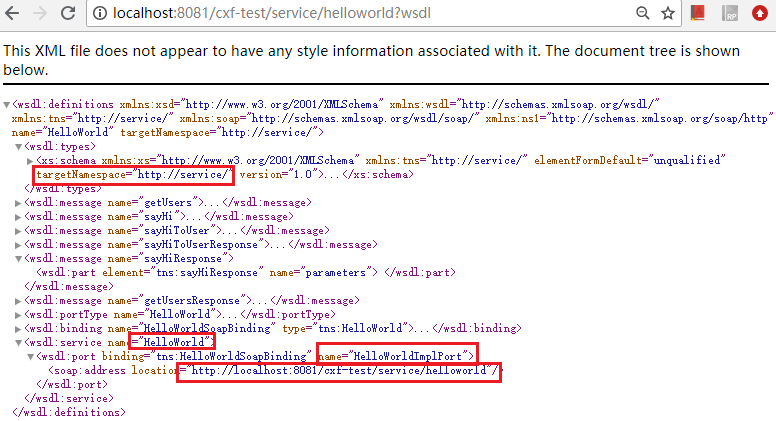 localhost:8081/cxf-test/service/helloworld?wsdl
RP
This XML file does not appear to have any style information associated with it. The document tree is shown
below.
▼<wsdl:definitions xmlns:xsd="http://www.w3.org/2001/XMLSchema" xmlns:wsdl="http://schemas.xmlsoap.org/wsdl/"
xmlns:tns="http://service/" xmlns:soap="http://schemas.xmlsoap.org/wsdl/soap/" xmlns:ns1="http://schemas.xmlsoap.org/soap/http"
name="HelloWorld" targetNamespace="http://service/">
▼<wsdl:types>
▶<xs:schema xmlns:xs="http://www.w3.org/2001/XMLSchema" xmlns:tns="http://service/" elementFormDefault="unqualified"
targetNamespace="http://service/" version="1.0">...</xs:schema>
</wsdl:types>
▶<wsdl:message name="getUsers">...</wsdl:message>
▶<wsdl:message name="sayHi">...</wsdl:message>
▶<wsdl:message name="sayHiToUser">...</wsdl:message>
▶<wsdl:message name="sayHiToUserResponse">...</wsdl:message>
▼<wsdl:message name="sayHiResponse">
<wsdl:part element="tns:sayHiResponse" name="parameters"> </wsdl:part>
</wsdl:message>
▶<wsdl:message name="getUsersResponse">...</wsdl:message>
▶<wsdl:portType name="HelloWorld">...</wsdl:portType>
▶<wsdl:binding name="HelloWorldSoapBinding" type="tns:HelloWorld">...</wsdl:binding>
▼<wsdl:service name="HelloWorld">
▼<wsdl:port binding="tns:HelloWorldSoapBinding" name="HelloWorldImplPort">
<soap:address location="http://localhost:8081/cxf-test/service/helloworld"/>
</wsdl:port>
</wsdl:service>
</wsdl:definitions>